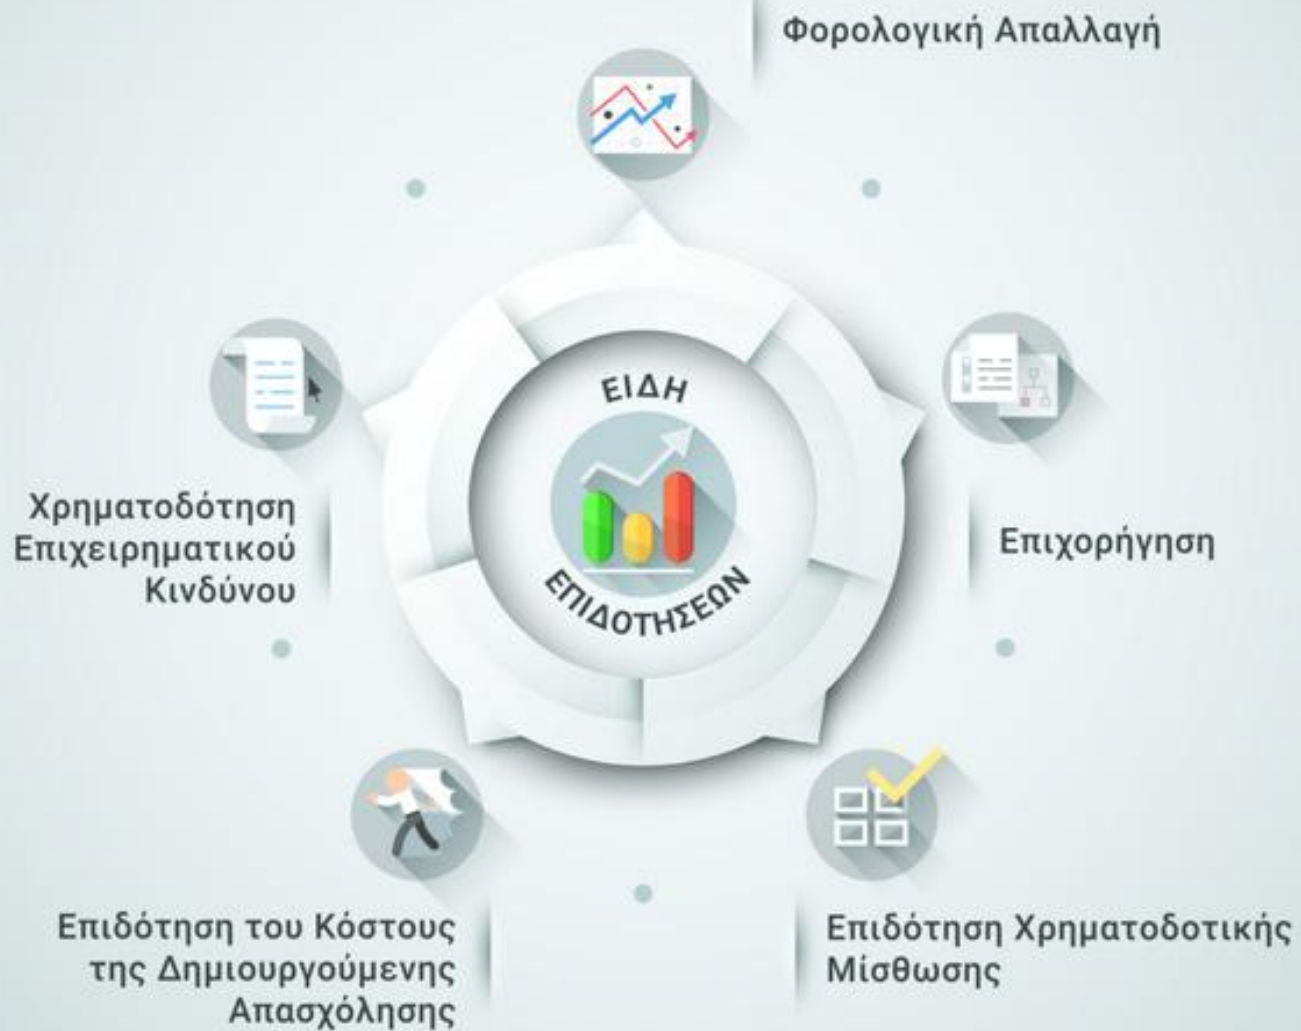 Φορολογική Απαλλαγή
ΕΙΔΗ
ΕΠΙΔΟΤΗΣΕΩΝ
Χρηματοδότηση
Επιχειρηματικού
Κινδύνου
Επιχορήγηση
Επιδότηση του Κόστους
της Δημιουργούμενης
Απασχόλησης
Επιδότηση Χρηματοδοτικής
Μίσθωσης